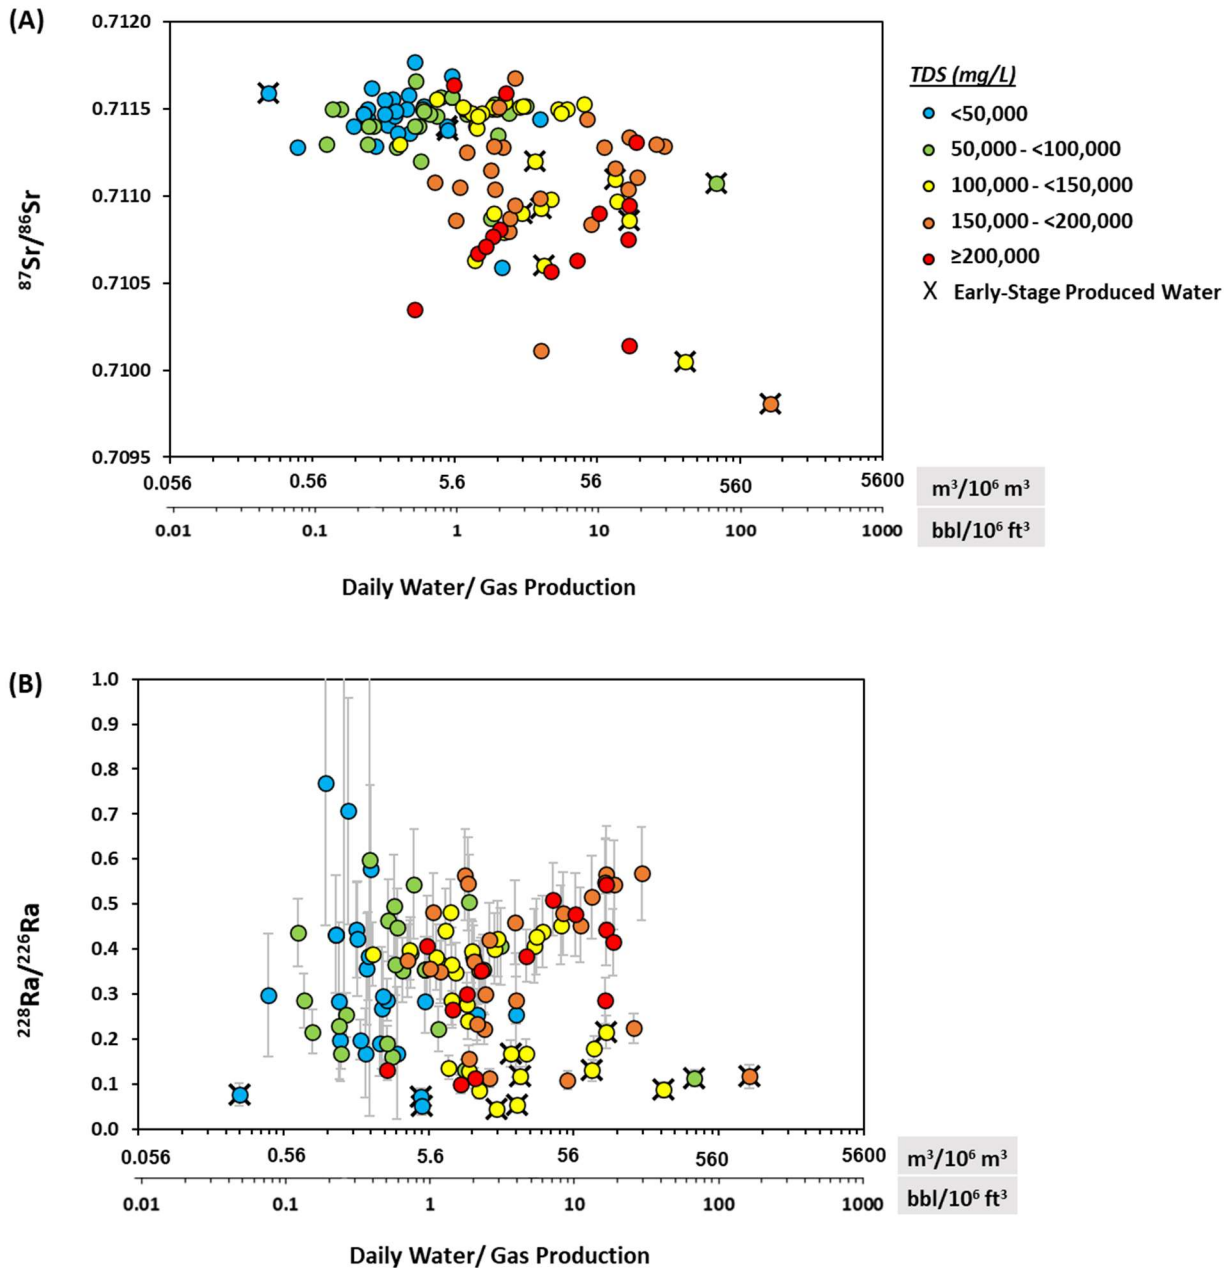 (A)
0.7120
0.7115
0.7110
0.7105
0.7100
0.7095
⁸⁷Sr/⁸⁶Sr
0.056 0.56 5.6 56 560 5600
m³/10⁶ m³
0.01 0.1 1 10 100 1000
bbl/10⁶ ft³
Daily Water/ Gas Production
TDS (mg/L)
<50,000
50,000 - <100,000
100,000 - <150,000
150,000 - <200,000
≥200,000
X Early-Stage Produced Water
(B)
1.0
0.9
0.8
0.7
0.6
0.5
0.4
0.3
0.2
0.1
0.0
²²⁸Ra/²²⁶Ra
0.056 0.56 5.6 56 560 5600
m³/10⁶ m³
0.01 0.1 1 10 100 1000
bbl/10⁶ ft³
Daily Water/ Gas Production